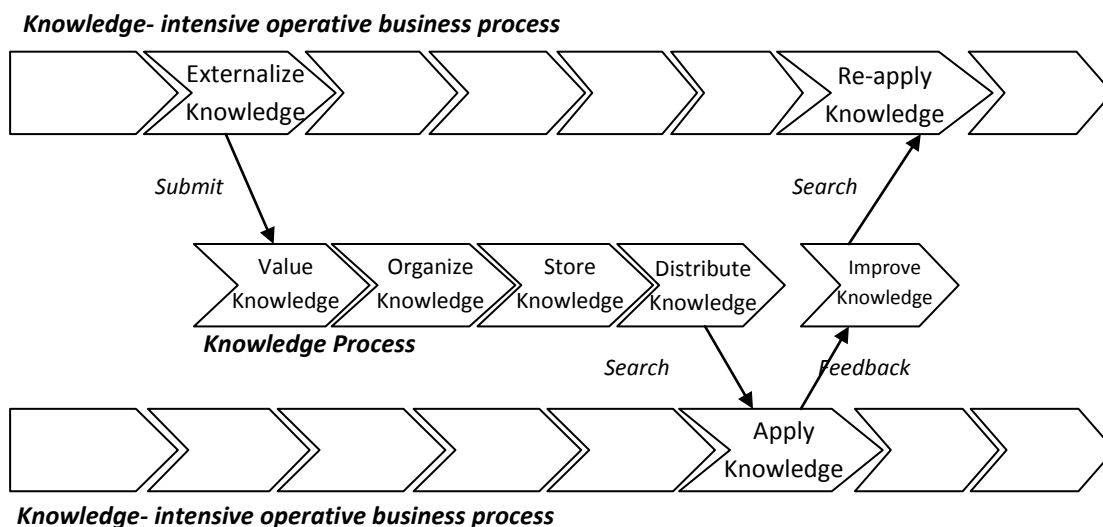 Knowledge- intensive operative business process
Externalize
Knowledge
Re-apply
Knowledge
Submit
Search
Value
Knowledge
Organize
Knowledge
Store
Knowledge
Distribute
Knowledge
Improve
Knowledge
Knowledge Process
Search
Feedback
Apply
Knowledge
Knowledge- intensive operative business process